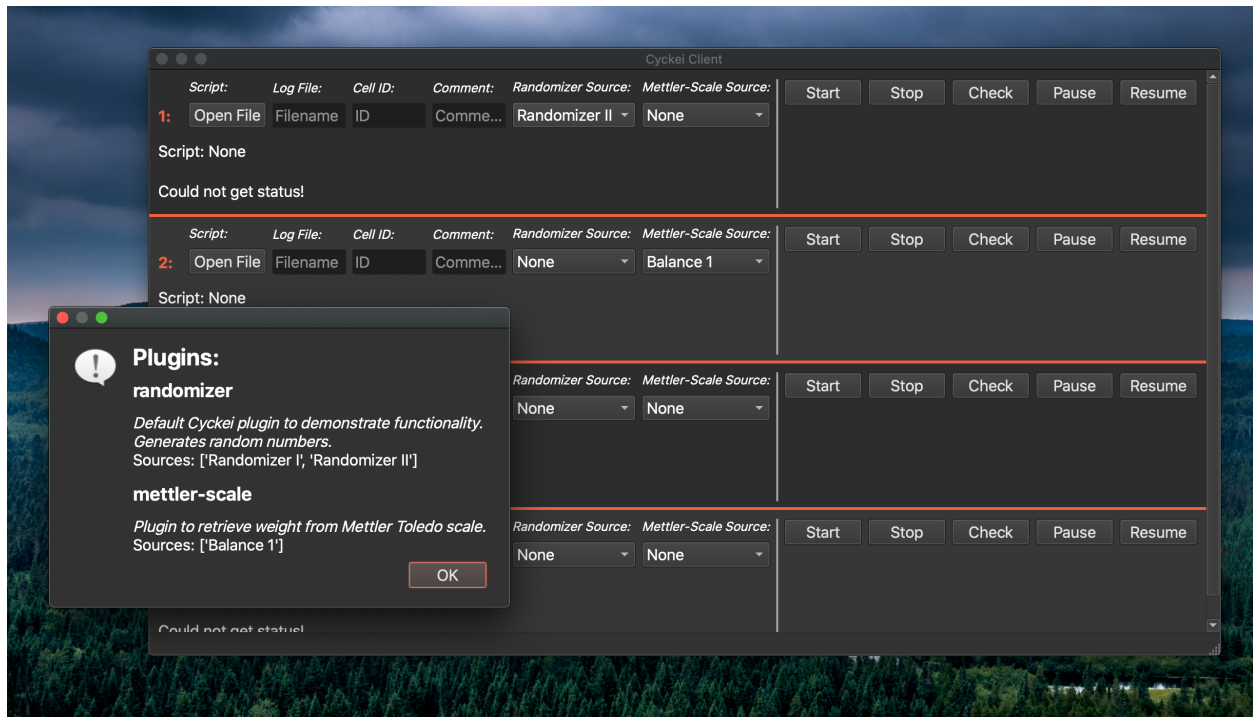 Cyckei Client
Script: Log File: Cell ID: Comment: Randomizer Source: Mettler-Scale Source:
1: Open File Filename ID Comme... Randomizer II None Start Stop Check Pause Resume
Script: None
Could not get status!
Script: Log File: Cell ID: Comment: Randomizer Source: Mettler-Scale Source:
2: Open File Filename ID Comme... None Balance 1 Start Stop Check Pause Resume
Script: None
Randomizer Source: Mettler-Scale Source:
None None Start Stop Check Pause Resume
Randomizer Source: Mettler-Scale Source:
None None Start Stop Check Pause Resume
Could not get status!
Plugins:
randomizer
Default Cyckei plugin to demonstrate functionality.
Generates random numbers.
Sources: ['Randomizer I', 'Randomizer II']
mettler-scale
Plugin to retrieve weight from Mettler Toledo scale.
Sources: ['Balance 1']
OK